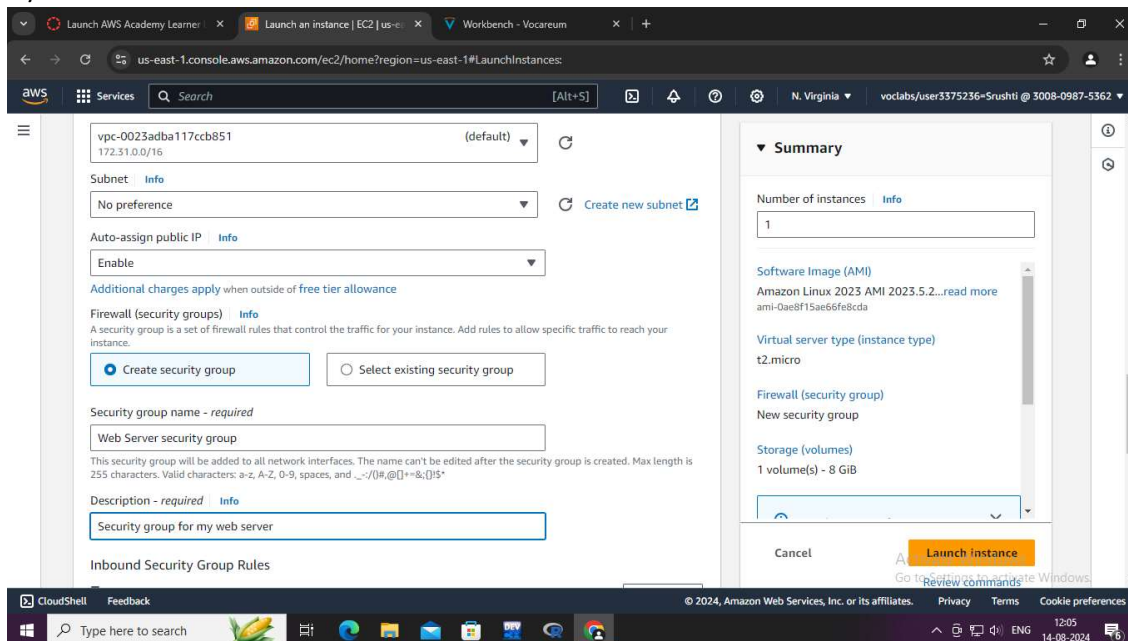 Launch AWS Academy Learner
Launch an instance | EC2 | us-e
Workbench - Vocareum
us-east-1.console.aws.amazon.com/ec2/home?region=us-east-1#LaunchInstances:
aws Services Search [Alt+S] N. Virginia voclabs/user3375236=Srushti @ 3008-0987-5362
vpc-0023adba117ccb851 (default)
172.31.0.0/16
Subnet Info
No preference
Create new subnet
Auto-assign public IP Info
Enable
Additional charges apply when outside of free tier allowance
Firewall (security groups) Info
A security group is a set of firewall rules that control the traffic for your instance. Add rules to allow specific traffic to reach your
instance.
Create security group
Select existing security group
Security group name - required
Web Server security group
This security group will be added to all network interfaces. The name can't be edited after the security group is created. Max length is
255 characters. Valid characters: a-z, A-Z, 0-9, spaces, and ._-:/()#,@[]+=&;{}!$*
Description - required Info
Security group for my web server
Inbound Security Group Rules
Summary
Number of instances Info
1
Software Image (AMI)
Amazon Linux 2023 AMI 2023.5.2...read more
ami-0ae8f15ae66fe8cda
Virtual server type (instance type)
t2.micro
Firewall (security group)
New security group
Storage (volumes)
1 volume(s) - 8 GiB
Cancel
Launch instance
Review commands
Go to Settings to activate Windows.
CloudShell Feedback © 2024, Amazon Web Services, Inc. or its affiliates. Privacy Terms Cookie preferences
Type here to search
ENG
12:05
14-08-2024